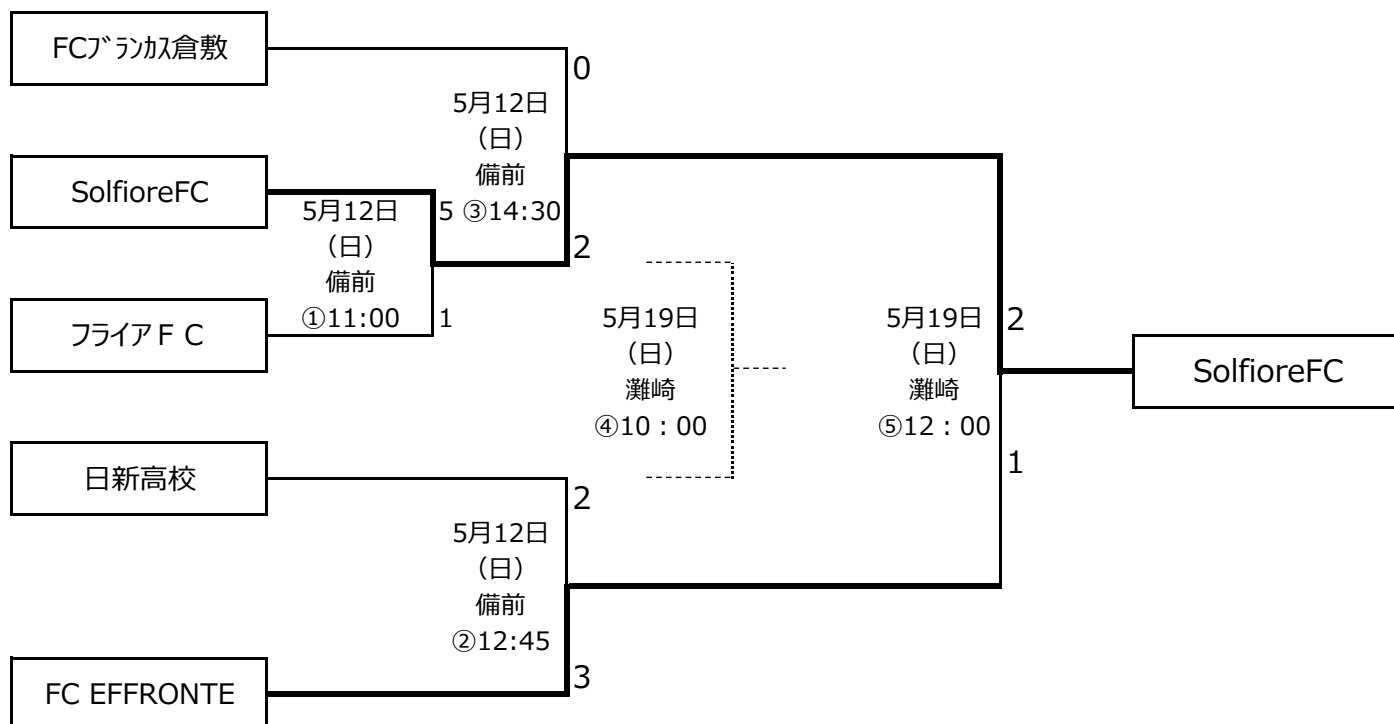 FCﾌﾞﾗﾝｶｽ倉敷
0
5月12日
（日）
備前
③14:30
SolfioreFC
5月12日
（日）
備前
①11:00
5
2
フライアＦＣ
1
5月19日
（日）
灘崎
④10：00
5月19日
（日）
灘崎
⑤12：00
2
SolfioreFC
1
日新高校
2
5月12日
（日）
備前
②12:45
FC EFFRONTE
3